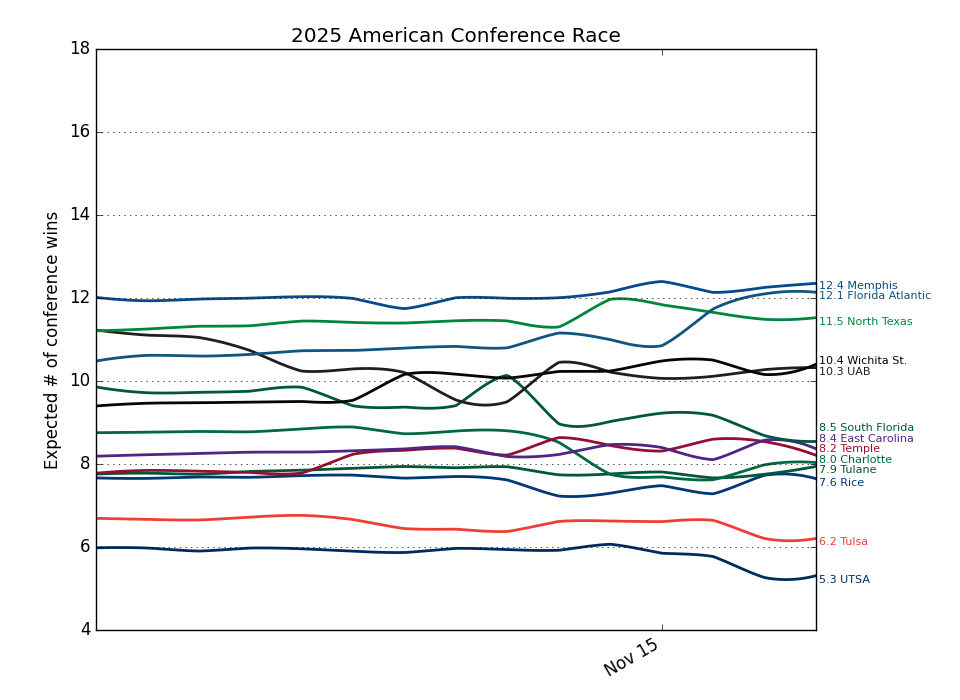 2025 American Conference Race
Expected # of conference wins
18
16
14
12
10
8
6
4
Nov 15
12.4 Memphis
12.1 Florida Atlantic
11.5 North Texas
10.4 Wichita St.
10.3 UAB
8.5 South Florida
8.4 East Carolina
8.2 Temple
8.0 Charlotte
7.9 Tulane
7.6 Rice
6.2 Tulsa
5.3 UTSA